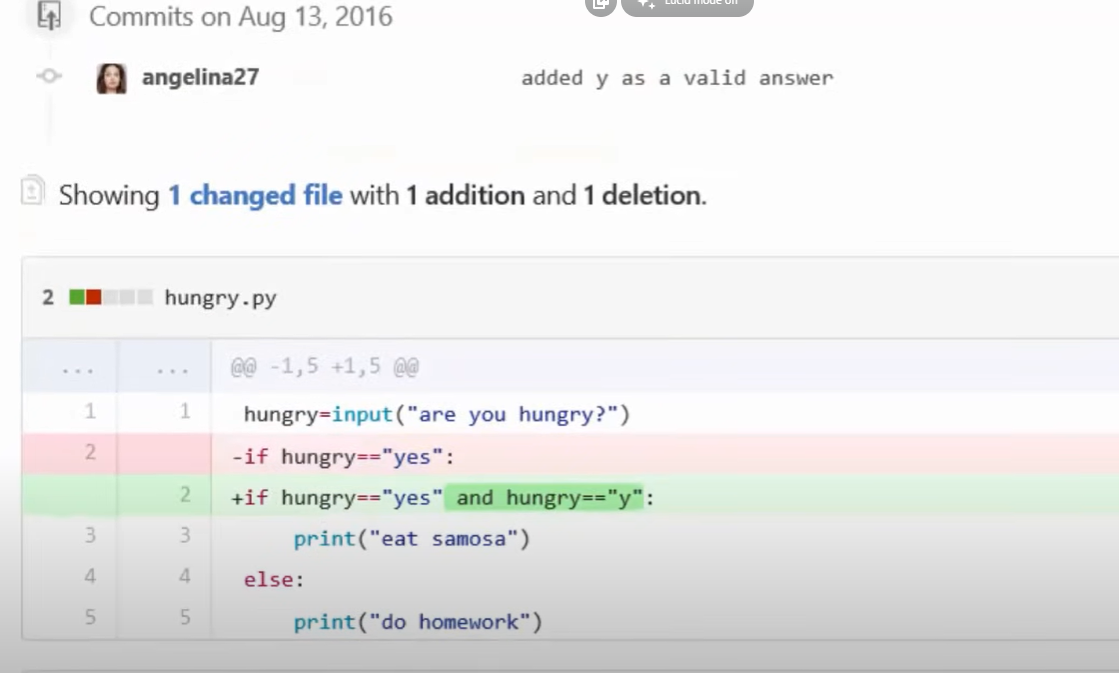 Commits on Aug 13, 2016
Lucid mode off
angelina27 added y as a valid answer
Showing 1 changed file with 1 addition and 1 deletion.
2 hungry.py
... ... @@ -1,5 +1,5 @@
1 1 hungry=input("are you hungry?")
2 -if hungry=="yes":
2 +if hungry=="yes" and hungry=="y":
3 3 print("eat samosa")
4 4 else:
5 5 print("do homework")